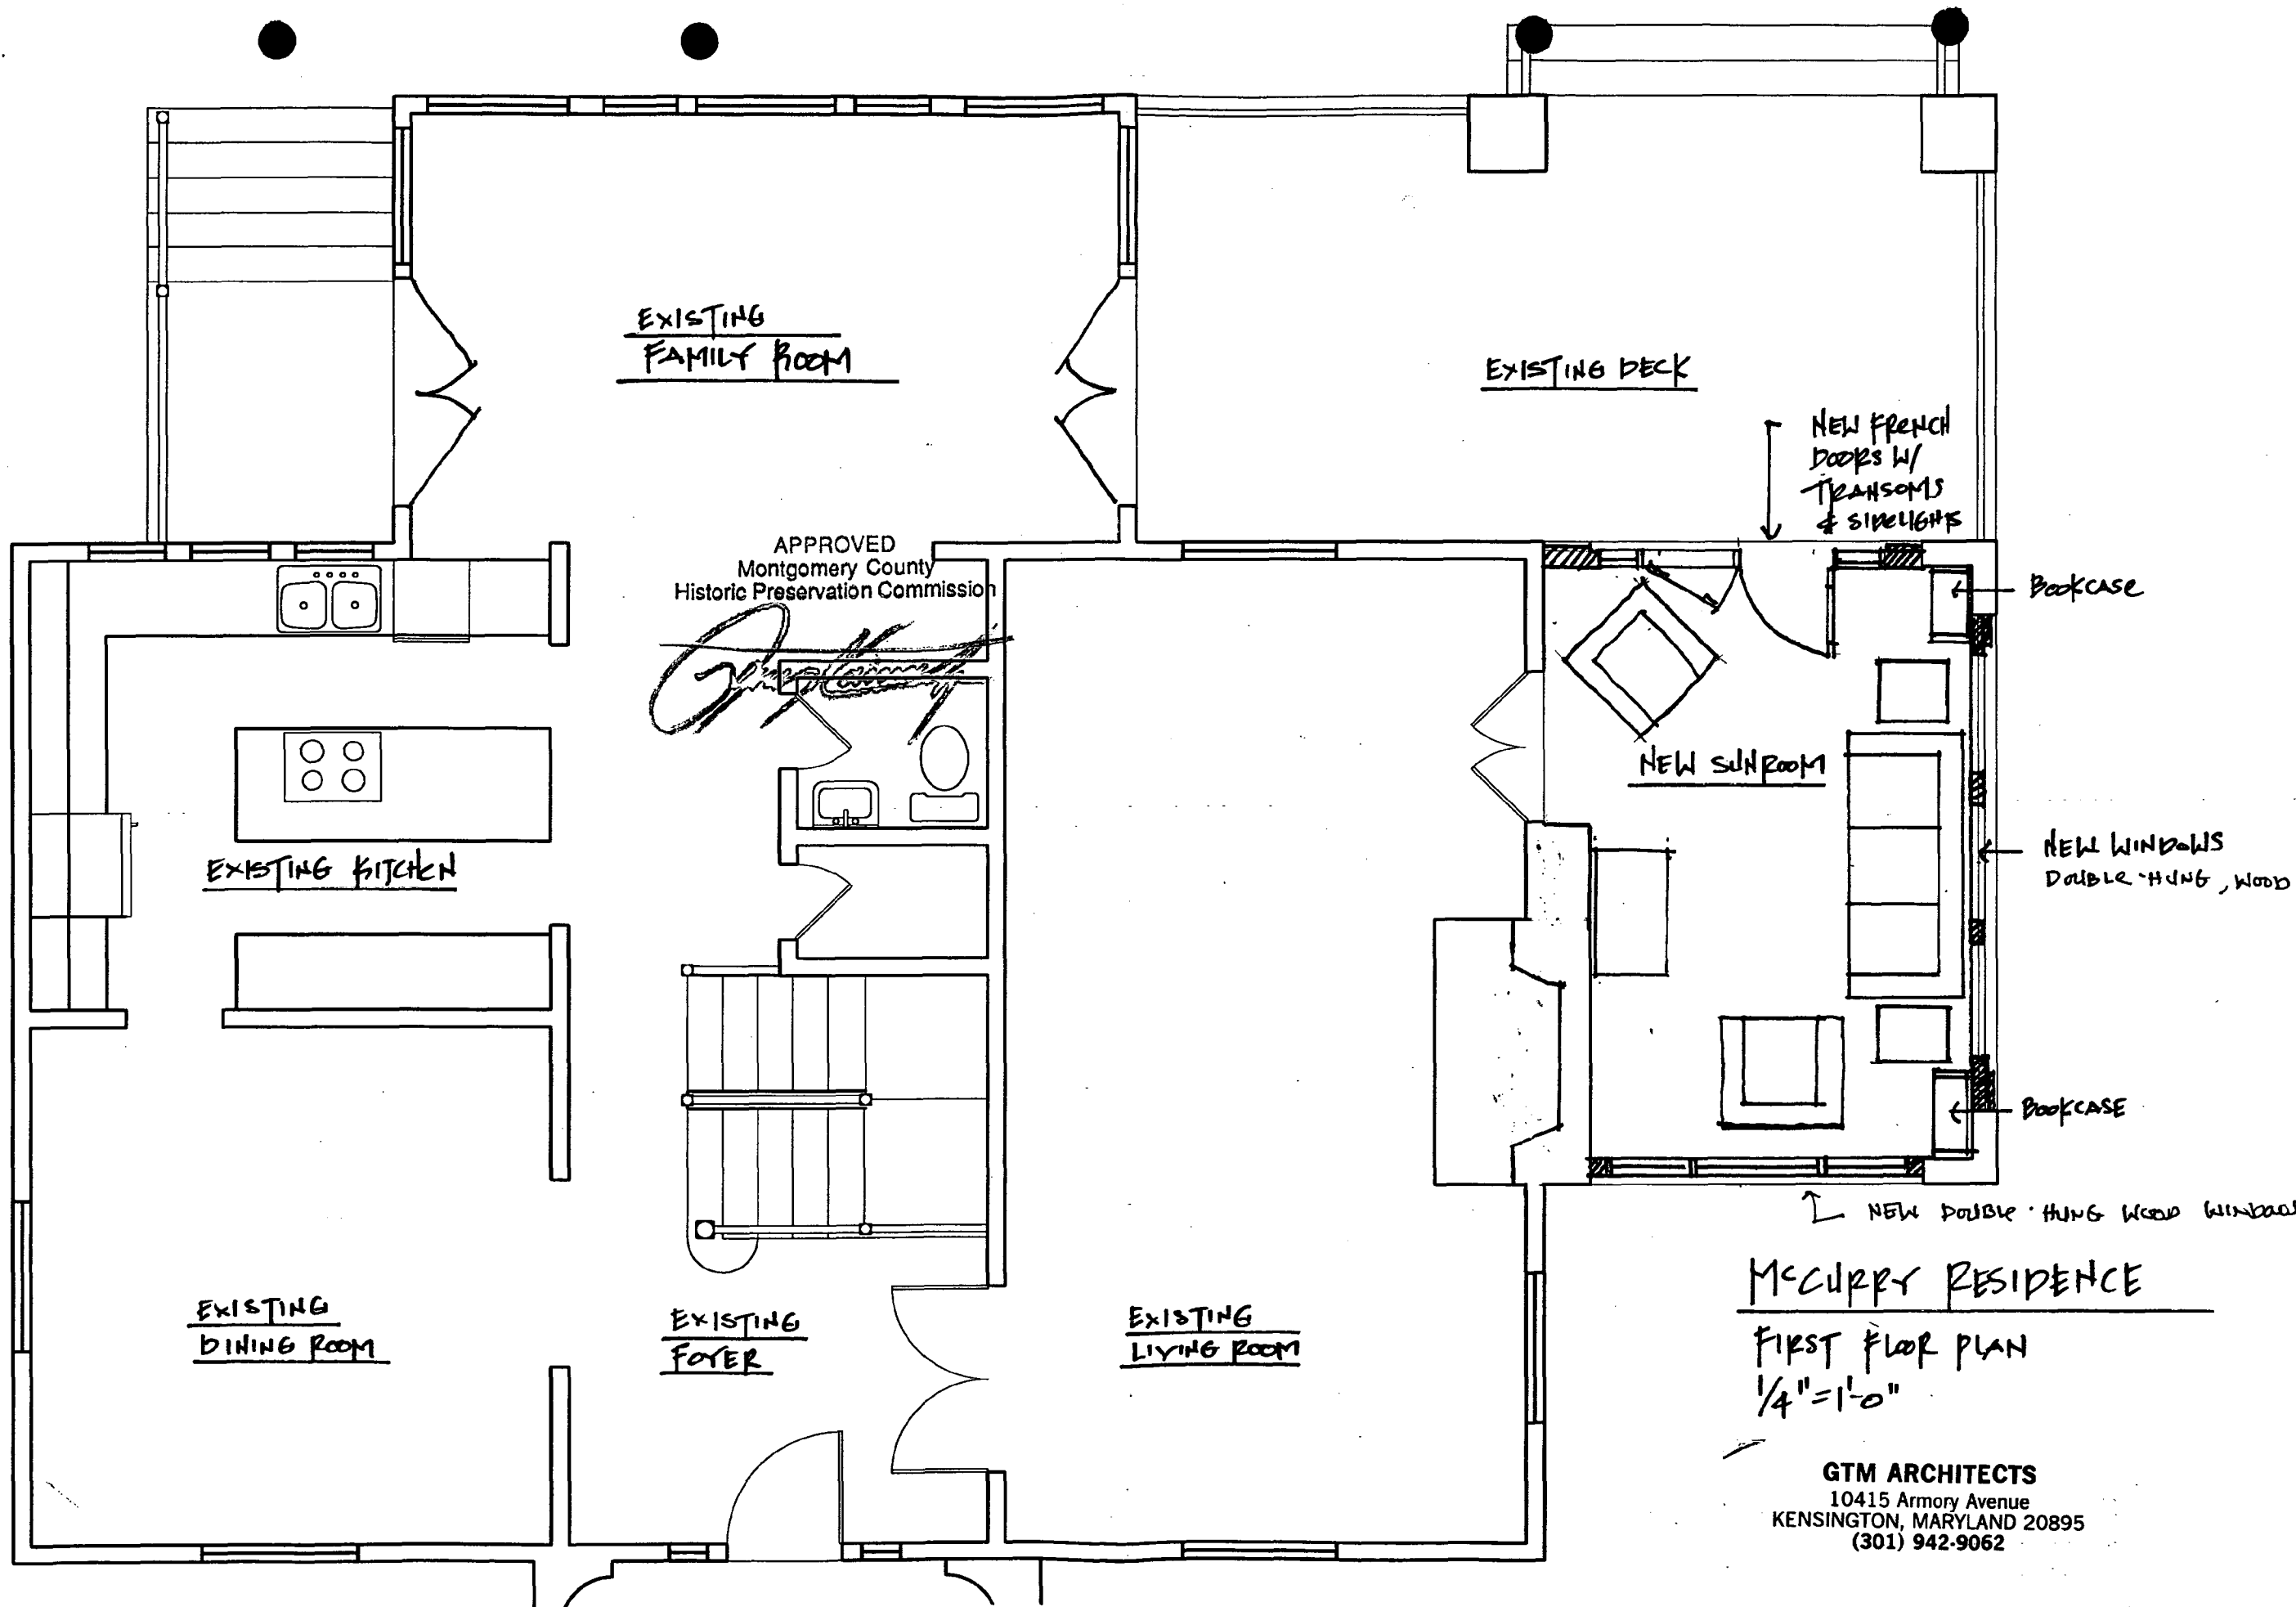 EXISTING
FAMILY ROOM
EXISTING DECK
NEW FRENCH
DOORS W/
TRANSOMS
& SIDELIGHTS
APPROVED
Montgomery County
Historic Preservation Commission
BOOKCASE
NEW SUNROOM
NEW WINDOWS
DOUBLE-HUNG, WOOD
EXISTING KITCHEN
BOOKCASE
NEW DOUBLE-HUNG WOOD
EXISTING
DINING ROOM
EXISTING
FOYER
EXISTING
LIVING ROOM
McCURRY RESIDENCE
FIRST FLOOR PLAN
1/4"=1'-0"
GTM ARCHITECTS
10415 Armory Avenue
KENSINGTON, MARYLAND 20895
(301) 942-9062